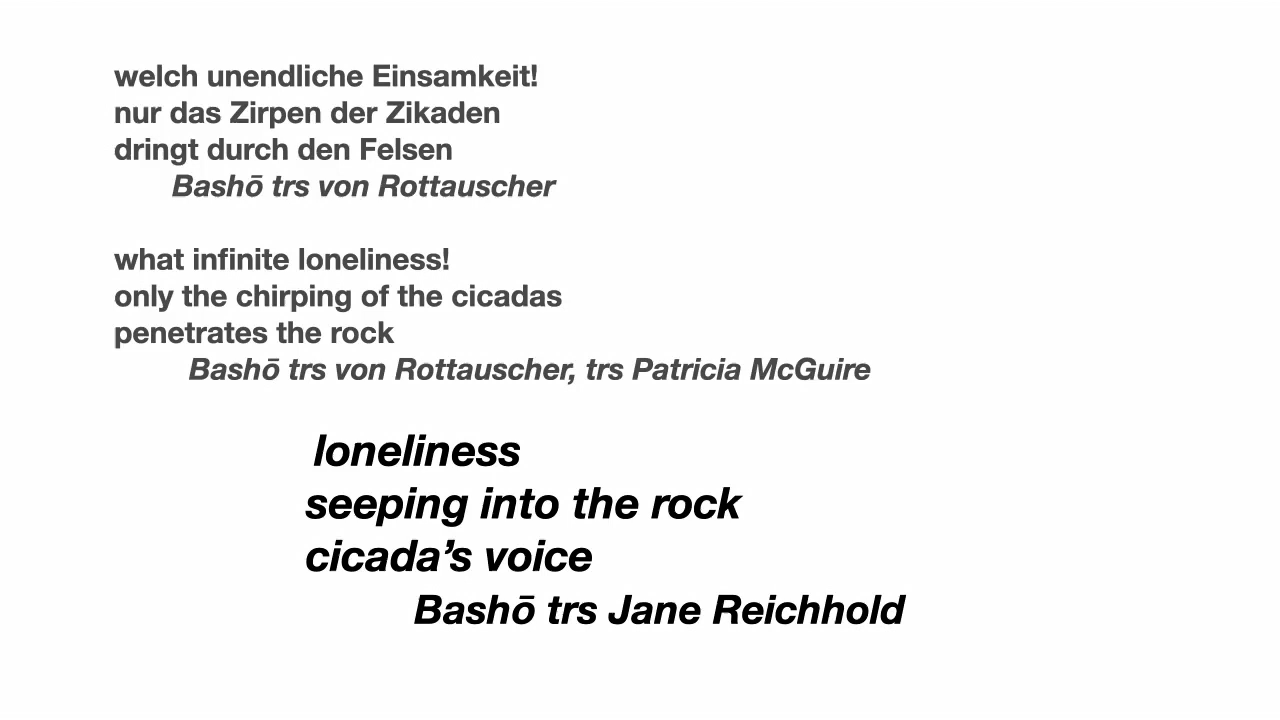 welch unendliche Einsamkeit!
nur das Zirpen der Zikaden
dringt durch den Felsen
Bashō trs von Rottauscher
what infinite loneliness!
only the chirping of the cicadas
penetrates the rock
Bashō trs von Rottauscher, trs Patricia McGuire
loneliness
seeping into the rock
cicada’s voice
Bashō trs Jane Reichhold